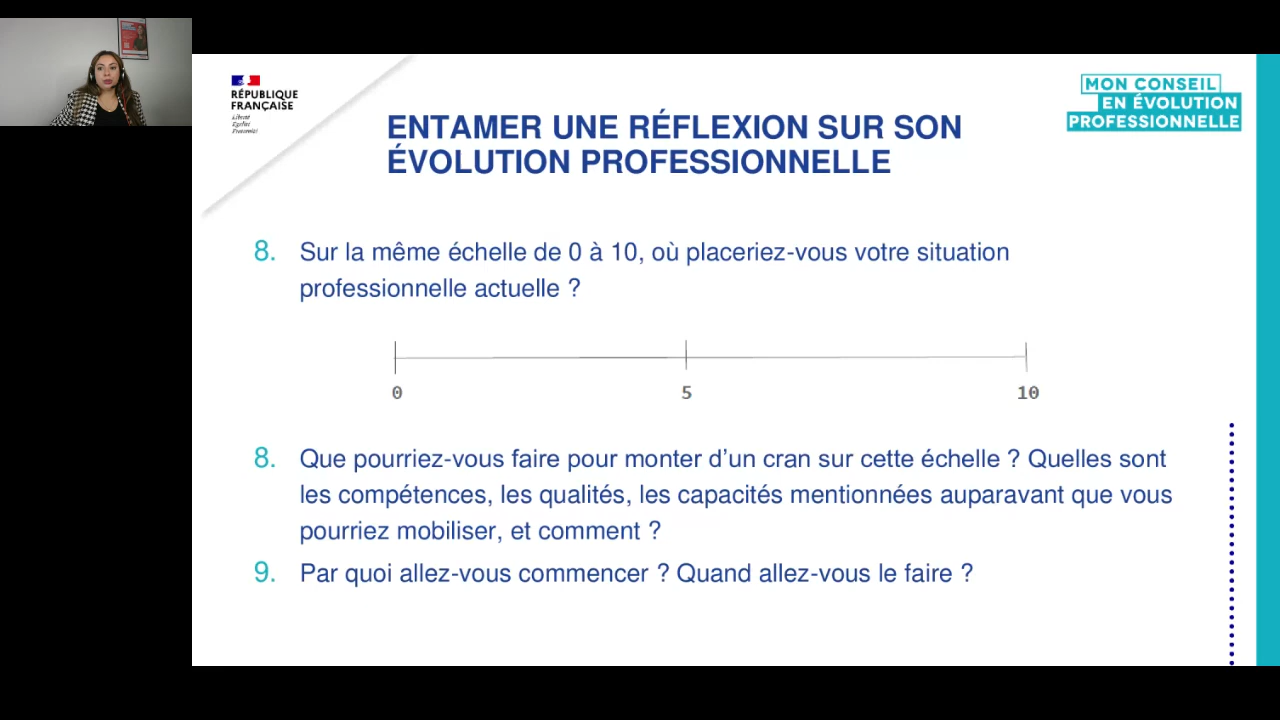 RÉPUBLIQUE
FRANÇAISE
Liberté
Égalité
Fraternité
MON CONSEIL
EN ÉVOLUTION
PROFESSIONNELLE
ENTAMER UNE RÉFLEXION SUR SON
ÉVOLUTION PROFESSIONNELLE
8. Sur la même échelle de 0 à 10, où placeriez-vous votre situation
professionnelle actuelle ?
0 5 10
8. Que pourriez-vous faire pour monter d'un cran sur cette échelle ? Quelles sont
les compétences, les qualités, les capacités mentionnées auparavant que vous
pourriez mobiliser, et comment ?
9. Par quoi allez-vous commencer ? Quand allez-vous le faire ?